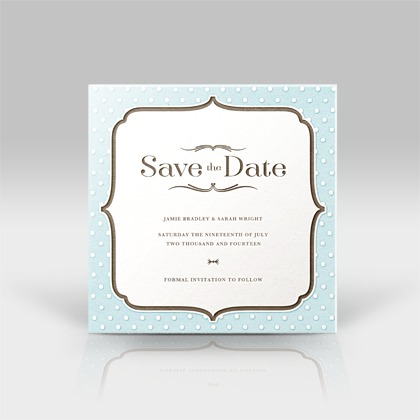 Save the Date
JAMIE BRADLEY & SARAH WRIGHT
SATURDAY THE NINETEENTH OF JULY
TWO THOUSAND AND FOURTEEN
FORMAL INVITATION TO FOLLOW